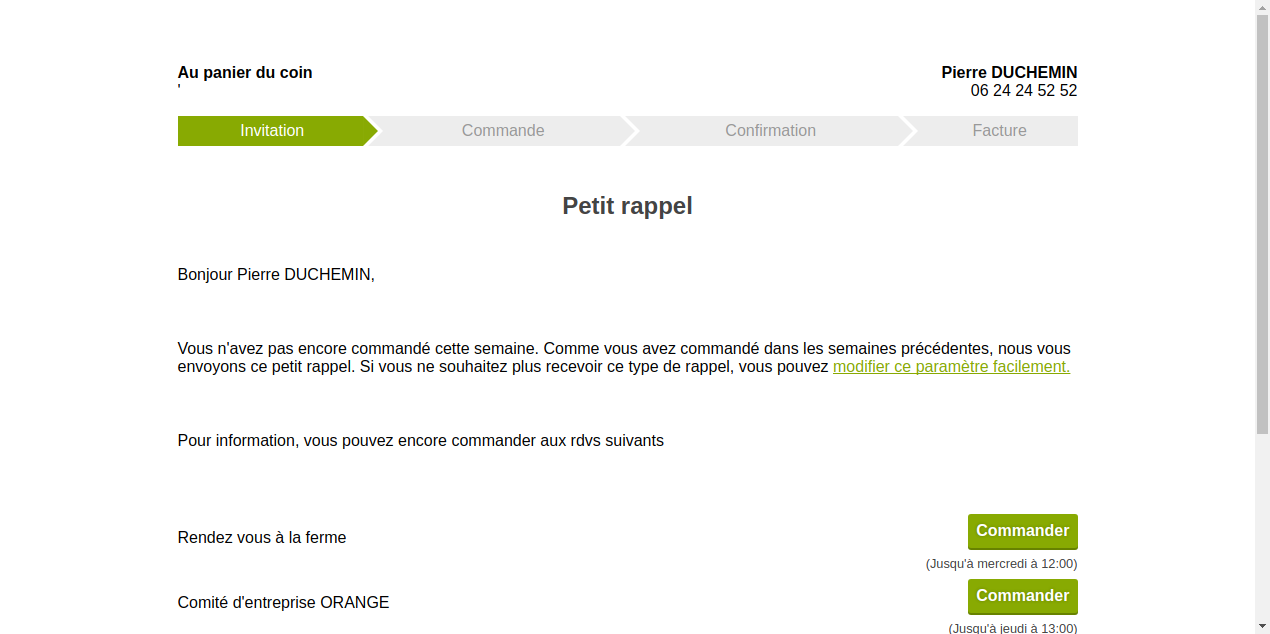 Au panier du coin
Pierre DUCHEMIN
'
06 24 24 52 52
Invitation
Commande
Confirmation
Facture
Petit rappel
Bonjour Pierre DUCHEMIN,
Vous n'avez pas encore commandé cette semaine. Comme vous avez commandé dans les semaines précédentes, nous vous
envoyons ce petit rappel. Si vous ne souhaitez plus recevoir ce type de rappel, vous pouvez modifier ce paramètre facilement.
Pour information, vous pouvez encore commander aux rdvs suivants
Rendez vous à la ferme
Commander
(Jusqu'à mercredi à 12:00)
Comité d'entreprise ORANGE
Commander
(Jusqu'à jeudi à 13:00)